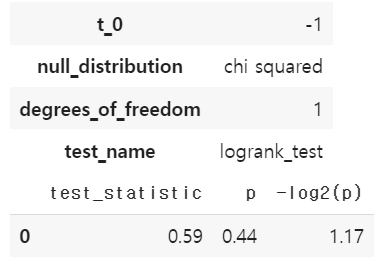 t_0 -1
null_distribution chi squared
degrees_of_freedom 1
test_name logrank_test
test_statistic p -log2(p)
0 0.59 0.44 1.17